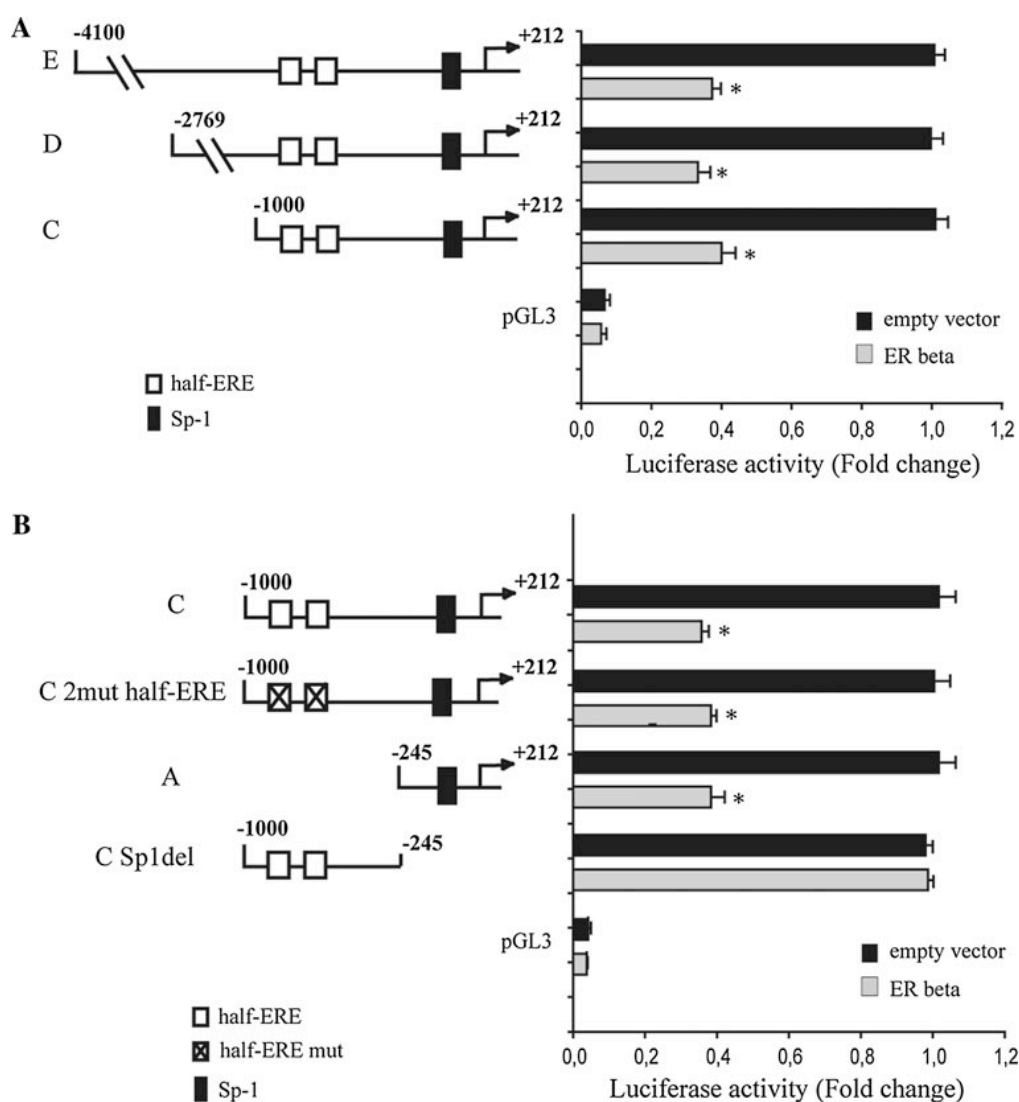 A
-4100
+212
E
-2769
+212
D
-1000
+212
C
pGL3
empty vector
ER beta
half-ERE
Sp-1
*
*
*
0,0 0,2 0,4 0,6 0,8 1,0 1,2
Luciferase activity (Fold change)
B
-1000
+212
C
-1000
+212
C 2mut half-ERE
-245
+212
A
-1000
-245
C Sp1del
pGL3
empty vector
ER beta
half-ERE
half-ERE mut
Sp-1
*
*
*
0,0 0,2 0,4 0,6 0,8 1,0 1,2
Luciferase activity (Fold change)